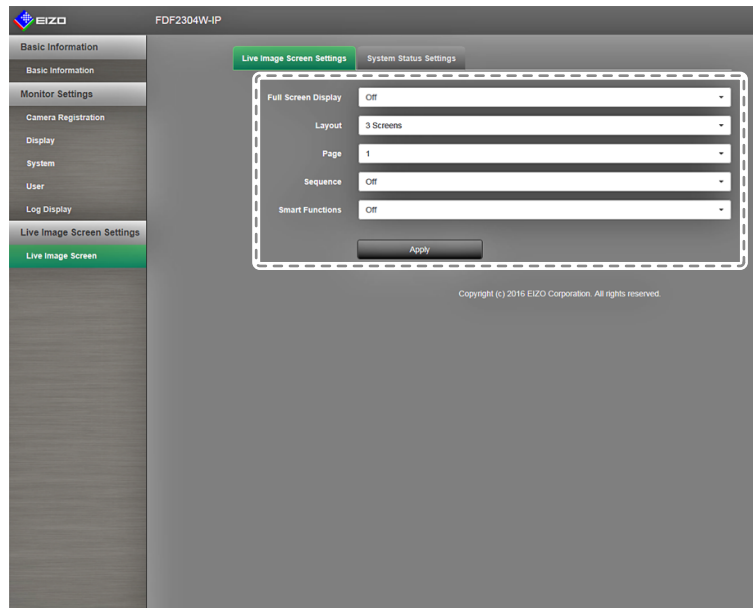 EIZO
FDF2304W-IP
Basic Information
Basic Information
Monitor Settings
Camera Registration
Display
System
User
Log Display
Live Image Screen Settings
Live Image Screen
Live Image Screen Settings
System Status Settings
Full Screen Display Off
Layout 3 Screens
Page 1
Sequence Off
Smart Functions Off
Apply
Copyright (c) 2016 EIZO Corporation. All rights reserved.